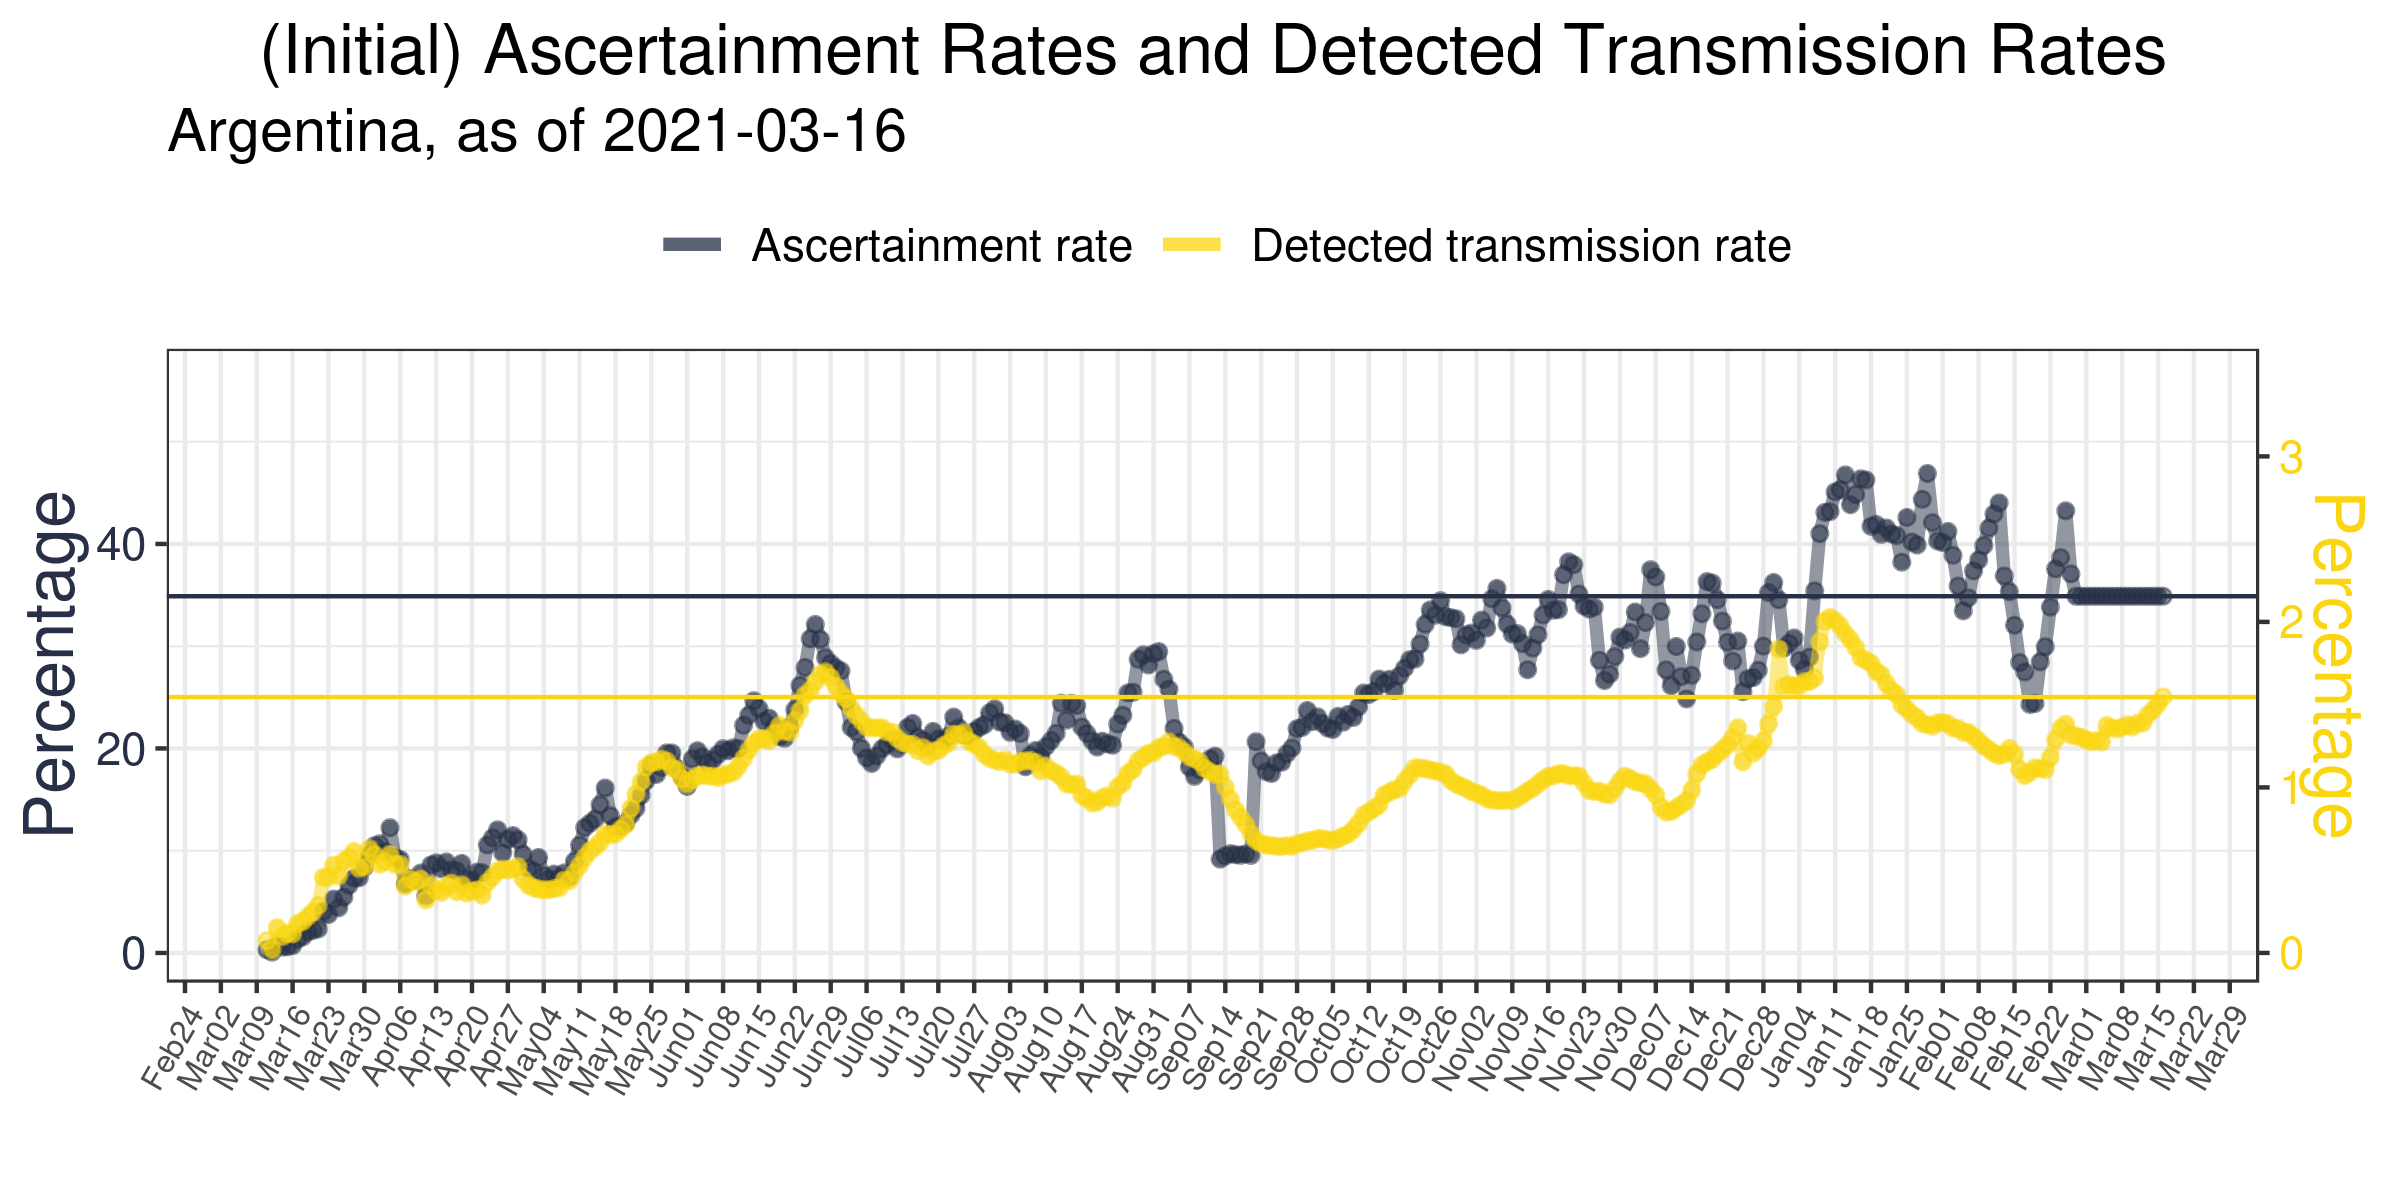 (Initial) Ascertainment Rates and Detected Transmission Rates
Argentina, as of 2021-03-16
Ascertainment rate
Detected transmission rate
Percentage
40
20
0
3
2
1
0
Percentage
Feb24
Mar02
Mar09
Mar16
Mar23
Mar30
Apr06
Apr13
Apr20
Apr27
May04
May11
May18
May25
Jun01
Jun08
Jun15
Jun22
Jun29
Jul06
Jul13
Jul20
Jul27
Aug03
Aug10
Aug17
Aug24
Aug31
Sep07
Sep14
Sep21
Sep28
Oct05
Oct12
Oct19
Oct26
Nov02
Nov09
Nov16
Nov23
Nov30
Dec07
Dec14
Dec21
Dec28
Jan04
Jan11
Jan18
Jan25
Feb01
Feb08
Feb15
Feb22
Mar01
Mar08
Mar15
Mar22
Mar29